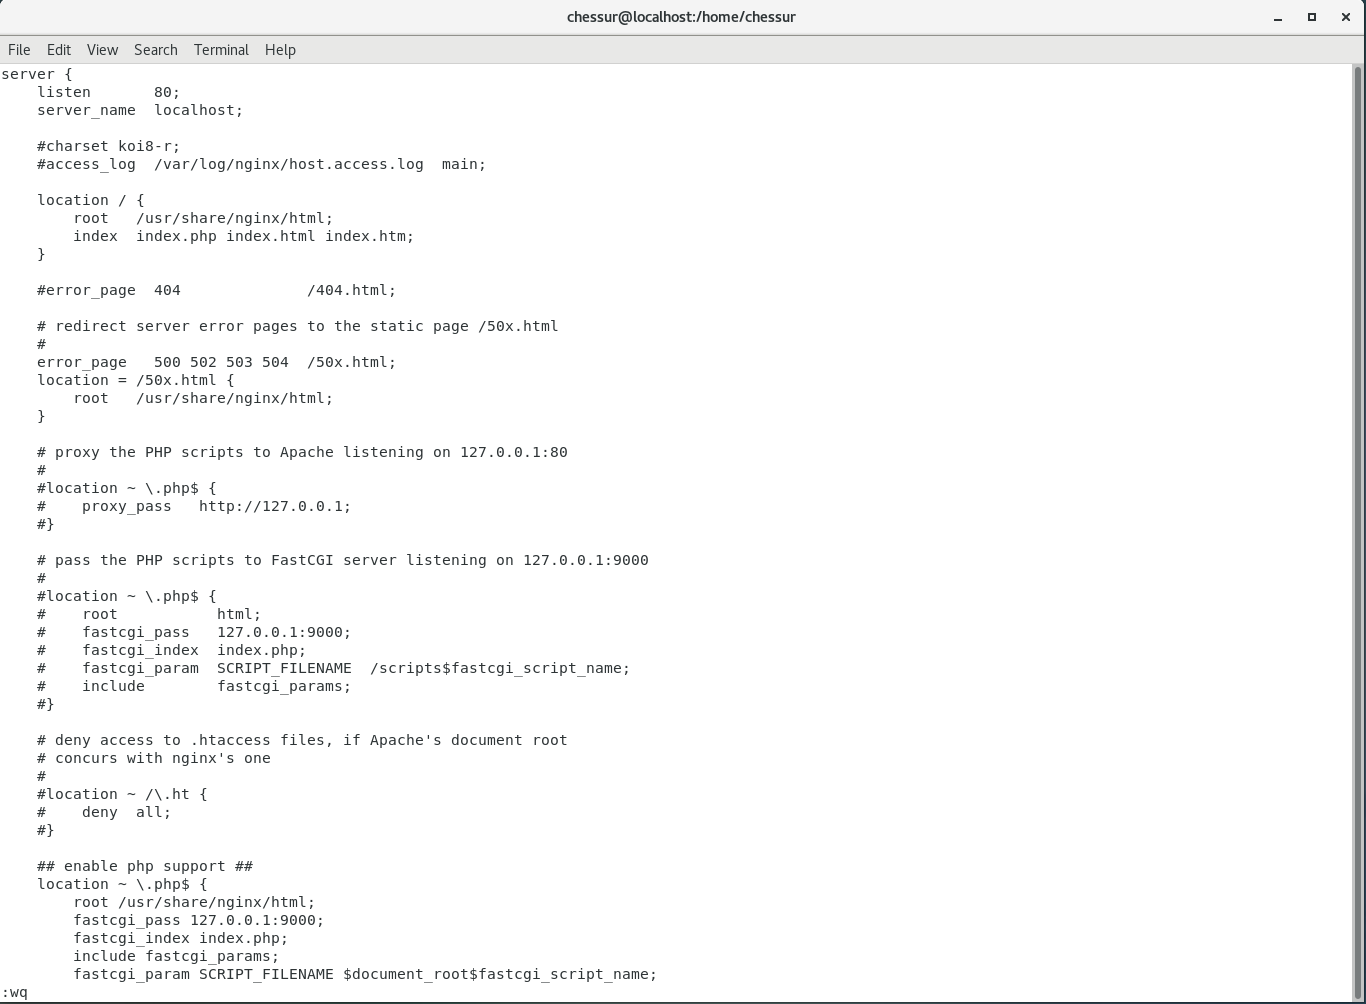 chessur@localhost:/home/chessur
File Edit View Search Terminal Help
server {
    listen       80;
    server_name  localhost;

    #charset koi8-r;
    #access_log  /var/log/nginx/host.access.log  main;

    location / {
        root   /usr/share/nginx/html;
        index  index.php index.html index.htm;
    }

    #error_page  404              /404.html;

    # redirect server error pages to the static page /50x.html
    #
    error_page   500 502 503 504  /50x.html;
    location = /50x.html {
        root   /usr/share/nginx/html;
    }

    # proxy the PHP scripts to Apache listening on 127.0.0.1:80
    #
    #location ~ \.php$ {
    #    proxy_pass   http://127.0.0.1;
    #}

    # pass the PHP scripts to FastCGI server listening on 127.0.0.1:9000
    #
    #location ~ \.php$ {
    #    root           html;
    #    fastcgi_pass   127.0.0.1:9000;
    #    fastcgi_index  index.php;
    #    fastcgi_param  SCRIPT_FILENAME  /scripts$fastcgi_script_name;
    #    include        fastcgi_params;
    #}

    # deny access to .htaccess files, if Apache's document root
    # concurs with nginx's one
    #
    #location ~ /\.ht {
    #    deny  all;
    #}

    ## enable php support ##
    location ~ \.php$ {
        root /usr/share/nginx/html;
        fastcgi_pass 127.0.0.1:9000;
        fastcgi_index index.php;
        include fastcgi_params;
        fastcgi_param SCRIPT_FILENAME $document_root$fastcgi_script_name;
:wq